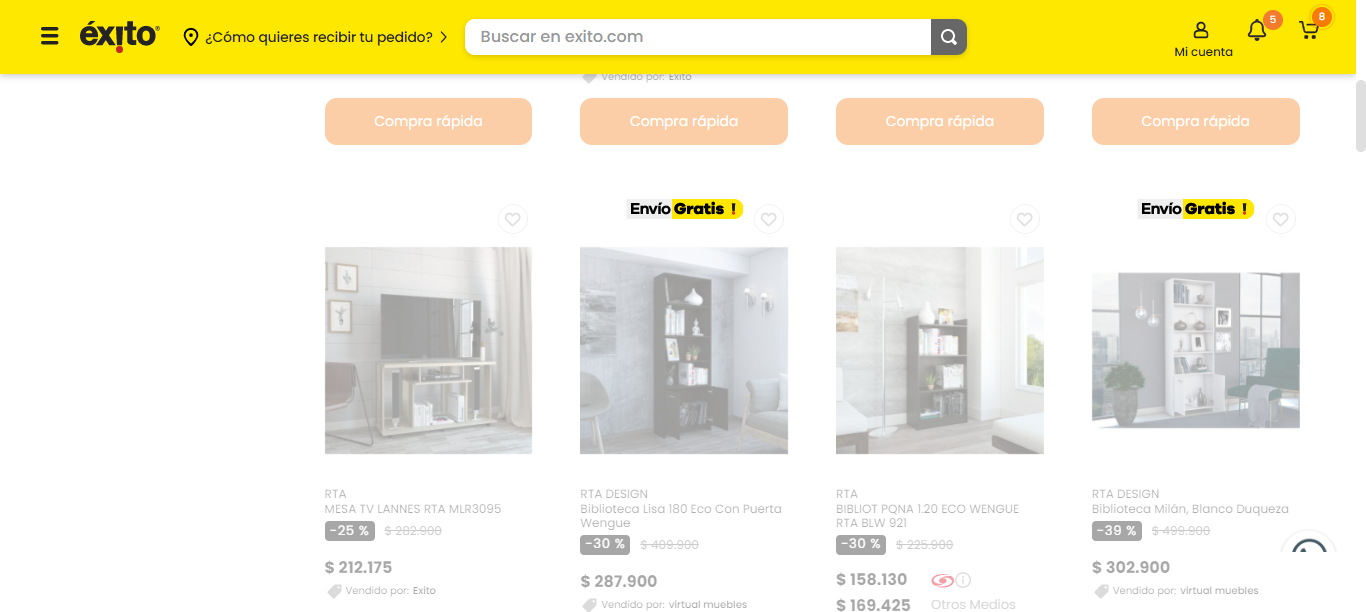 éxito
¿Cómo quieres recibir tu pedido?
Buscar en exito.com
Mi cuenta
5
8
Vendido por: Exito
Compra rápida
Compra rápida
Compra rápida
Compra rápida
Envío Gratis !
Envío Gratis !
RTA
MESA TV LANNES RTA MLR3095
-25 % $ 282.900
$ 212.175
Vendido por: Exito
RTA DESIGN
Biblioteca Lisa 180 Eco Con Puerta
Wengue
-30 % $ 409.900
$ 287.900
Vendido por: virtual muebles
RTA
BIBLIOT PQNA 1.20 ECO WENGUE
RTA BLW 921
-30 % $ 225.900
$ 158.130
$ 169.425 Otros Medios
RTA DESIGN
Biblioteca Milán, Blanco Duqueza
-39 % $ 499.900
$ 302.900
Vendido por: virtual muebles